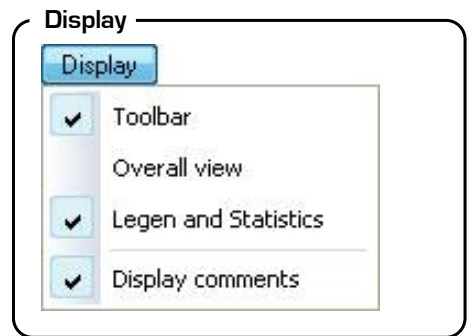 Display
Display
Toolbar
Overall view
Legen and Statistics
Display comments